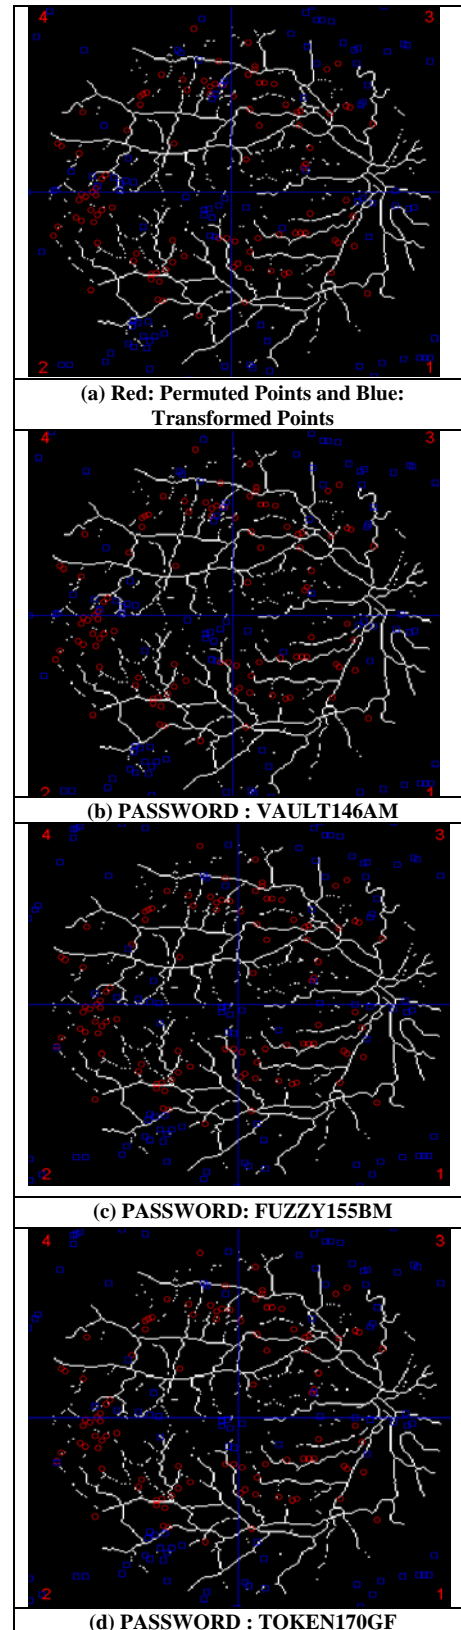 4 3
2 1
(a) Red: Permuted Points and Blue:
Transformed Points
4 3
2 1
(b) PASSWORD : VAULT146AM
4 3
2 1
(c) PASSWORD: FUZZY155BM
4 3
2 1
(d) PASSWORD : TOKEN170GF